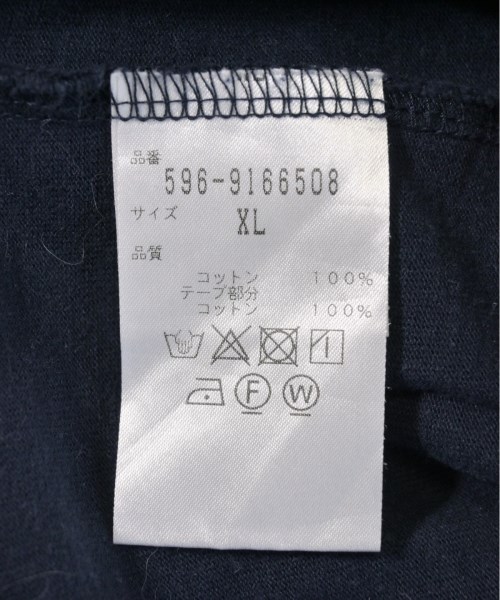 品番
596-9166508
サイズ
XL
品質
コットン 100%
テープ部分
コットン 100%
F W